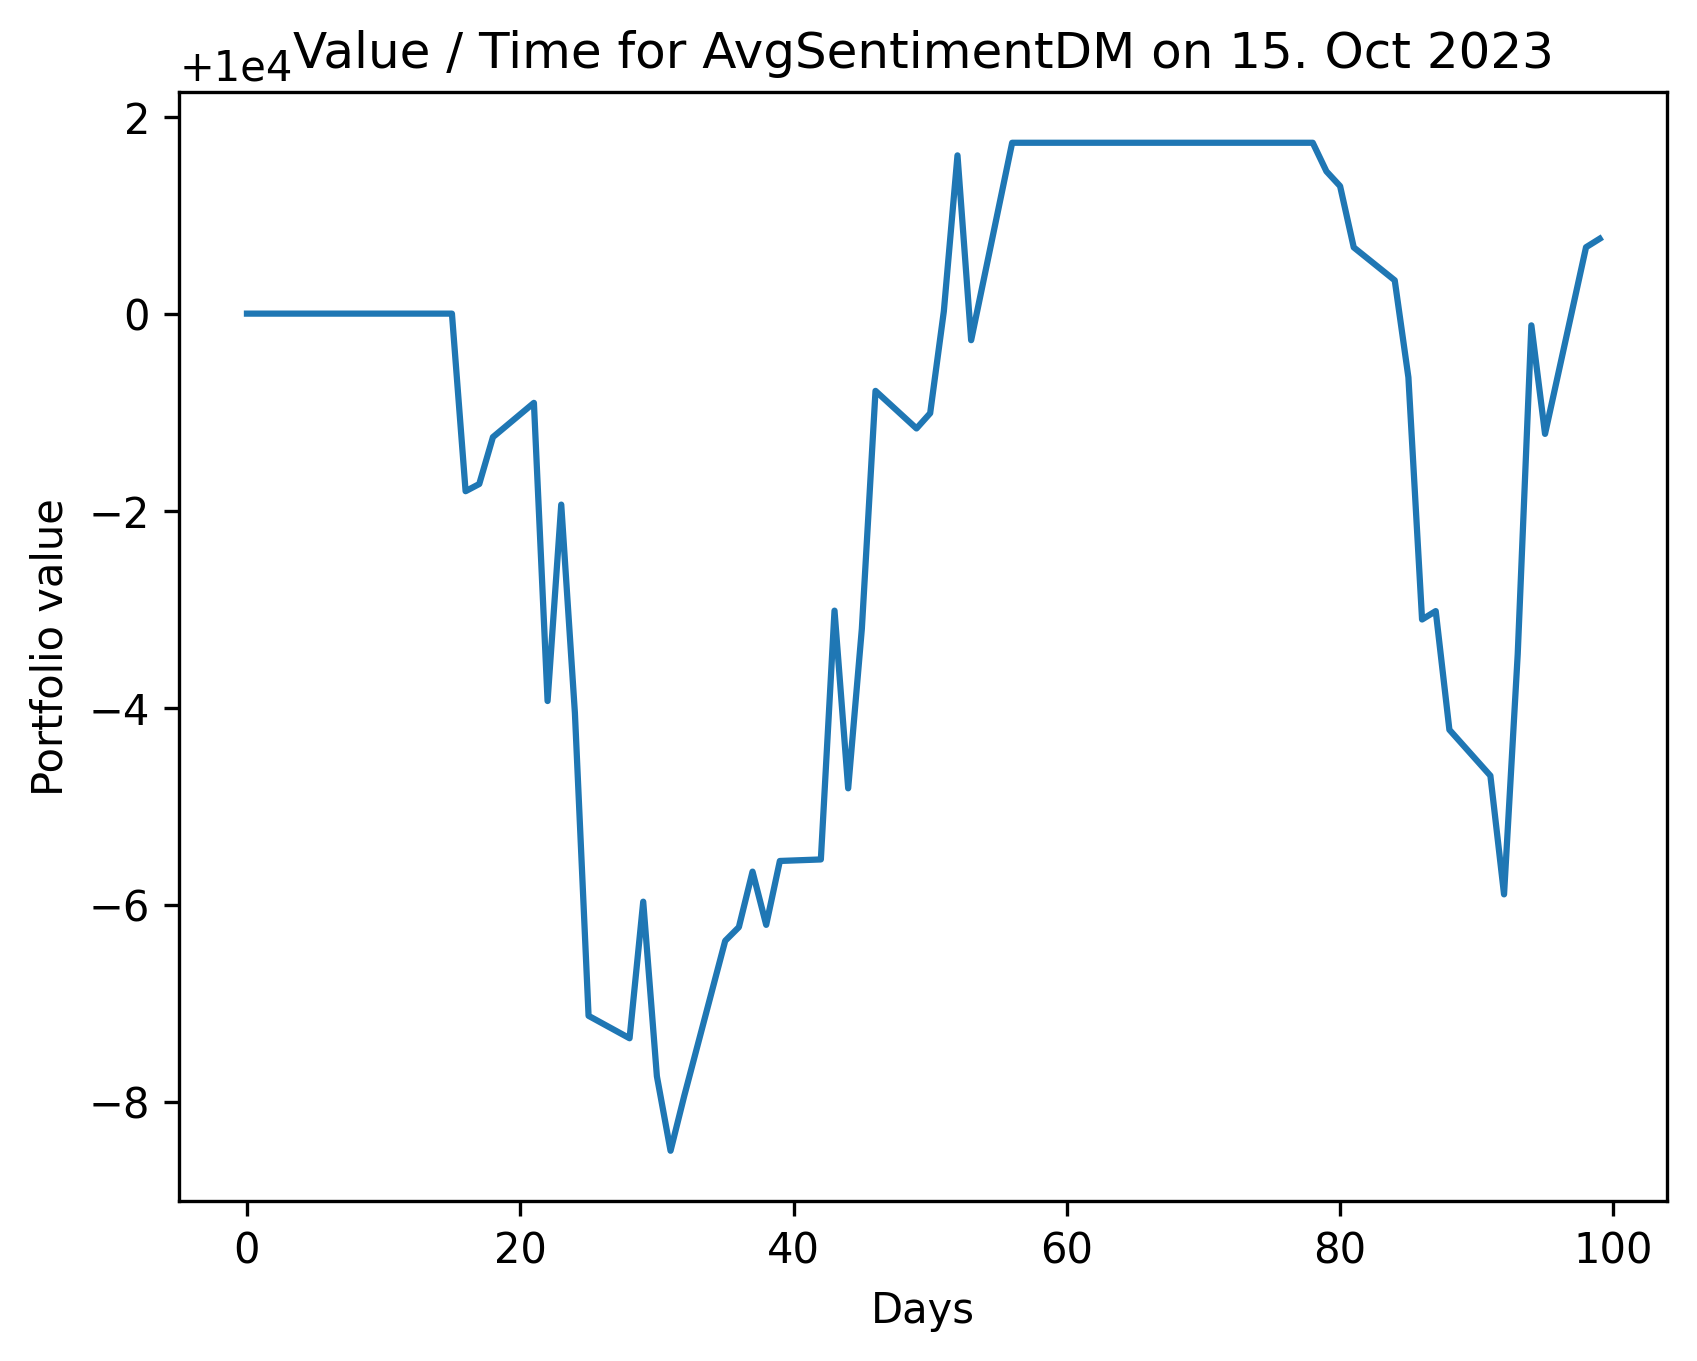 Value / Time for AvgSentimentDM on 15. Oct 2023
+1e4
2
0
−2
−4
−6
−8
Portfolio value
0 20 40 60 80 100
Days